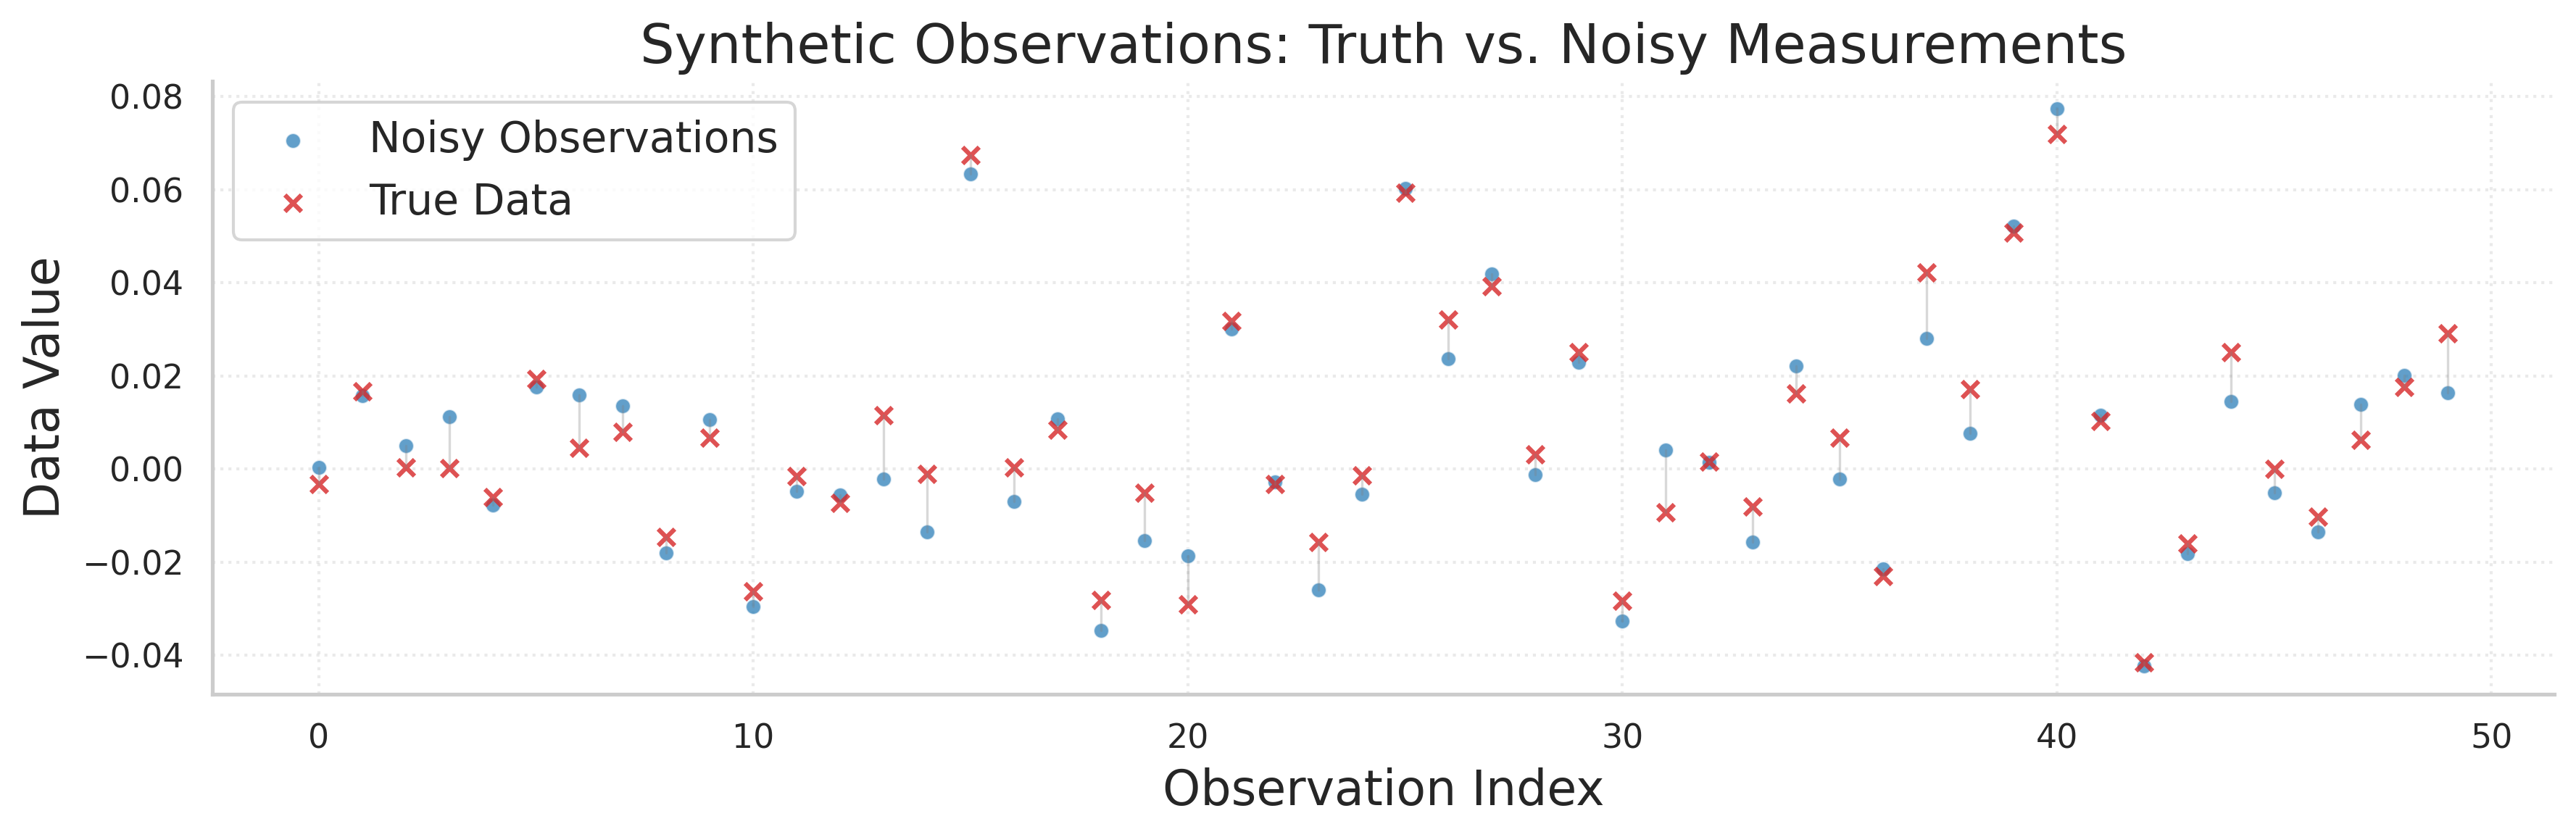 Synthetic Observations: Truth vs. Noisy Measurements
Noisy Observations
True Data
Data Value
0.08
0.06
0.04
0.02
0.00
−0.02
−0.04
0 10 20 30 40 50
Observation Index